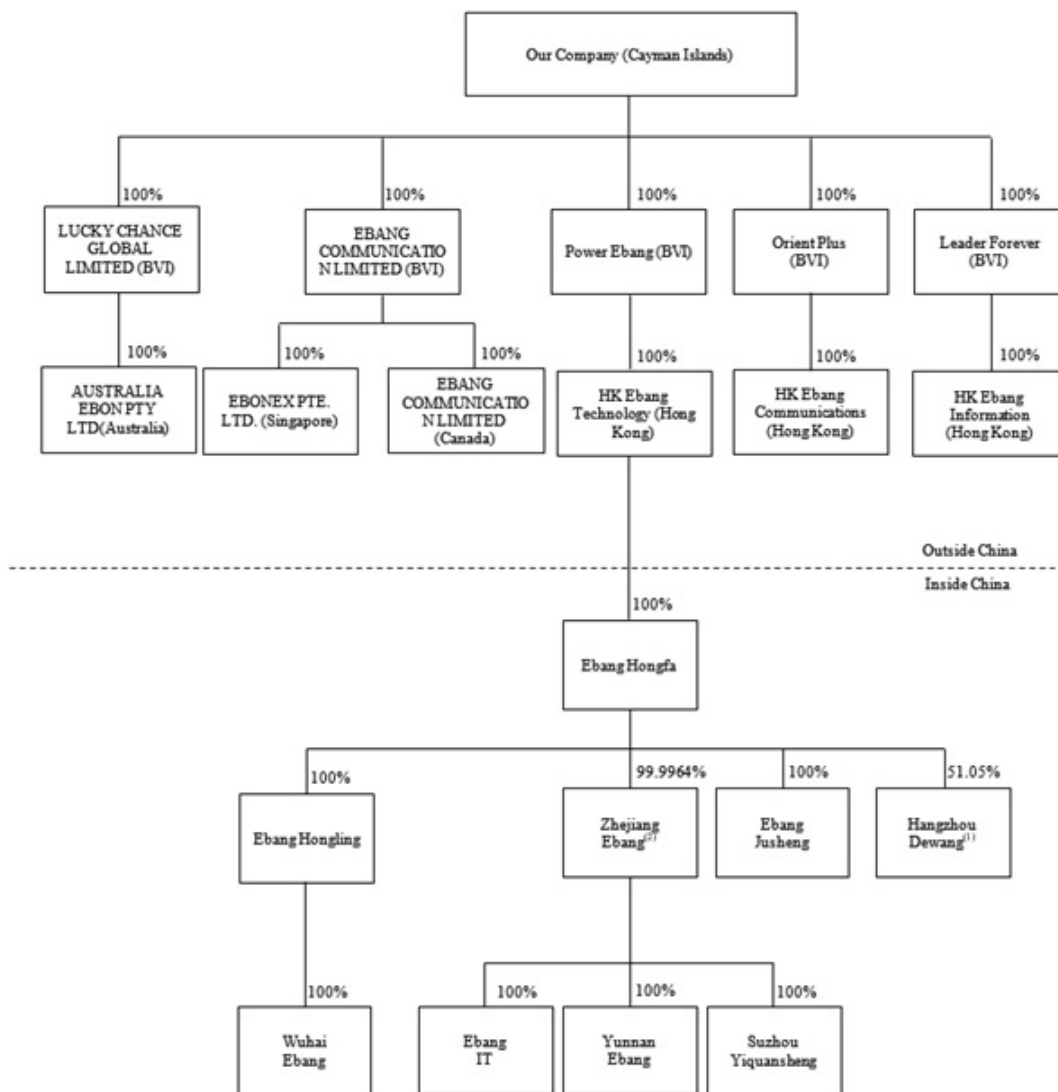 Our Company (Cayman Islands)
100%
100%
100%
100%
100%
LUCKY CHANCE
GLOBAL
LIMITED (BVI)
EBANG
COMMUNICATIO
N LIMITED (BVI)
Power Ebang (BVI)
Orient Plus
(BVI)
Leader Forever
(BVI)
100%
100%
100%
100%
100%
100%
AUSTRALIA
EBON PTY
LTD(Australia)
EBONEX PTE.
LTD. (Singapore)
EBANG
COMMUNICATIO
N LIMITED
(Canada)
HK Ebang
Technology (Hong
Kong)
HK Ebang
Communications
(Hong Kong)
HK Ebang
Information
(Hong Kong)
Outside China
Inside China
100%
Ebang Hongfa
100%
99.9964%
100%
51.05%
Ebang Hongling
Zhejiang
Ebang(2)
Ebang
Jusheng
Hangzhou
Dewang(1)
100%
100%
100%
100%
Wuhai
Ebang
Ebang
IT
Yunnan
Ebang
Suzhou
Yiquansheng